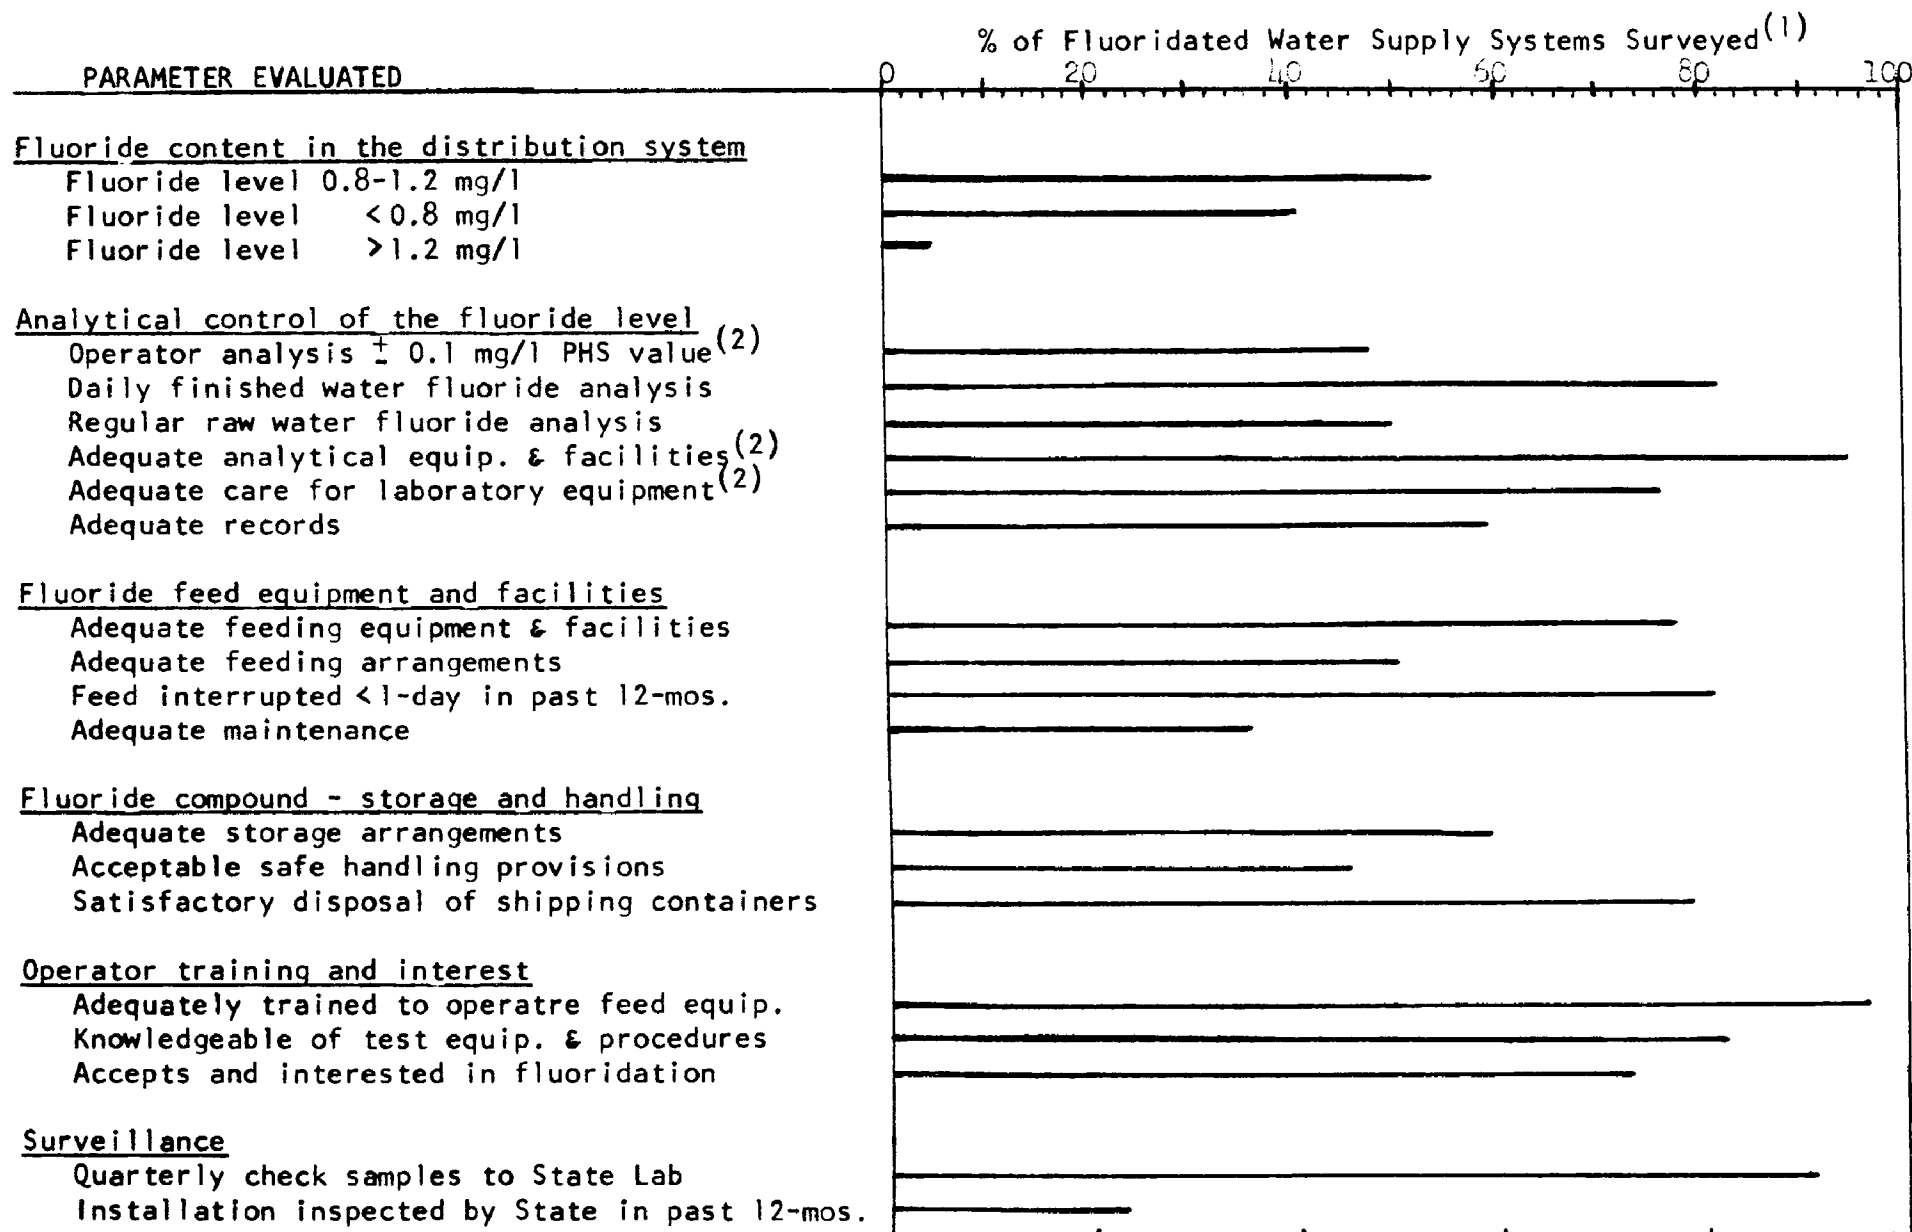 % of Fluoridated Water Supply Systems Surveyed(1)
PARAMETER EVALUATED 0 20 40 60 80 100
Fluoride content in the distribution system
Fluoride level 0.8-1.2 mg/l
Fluoride level <0.8 mg/l
Fluoride level >1.2 mg/l
Analytical control of the fluoride level
Operator analysis ± 0.1 mg/l PHS value(2)
Daily finished water fluoride analysis
Regular raw water fluoride analysis
Adequate analytical equip. & facilities(2)
Adequate care for laboratory equipment(2)
Adequate records
Fluoride feed equipment and facilities
Adequate feeding equipment & facilities
Adequate feeding arrangements
Feed interrupted <1-day in past 12-mos.
Adequate maintenance
Fluoride compound - storage and handling
Adequate storage arrangements
Acceptable safe handling provisions
Satisfactory disposal of shipping containers
Operator training and interest
Adequately trained to operatre feed equip.
Knowledgeable of test equip. & procedures
Accepts and interested in fluoridation
Surveillance
Quarterly check samples to State Lab
Installation inspected by State in past 12-mos.